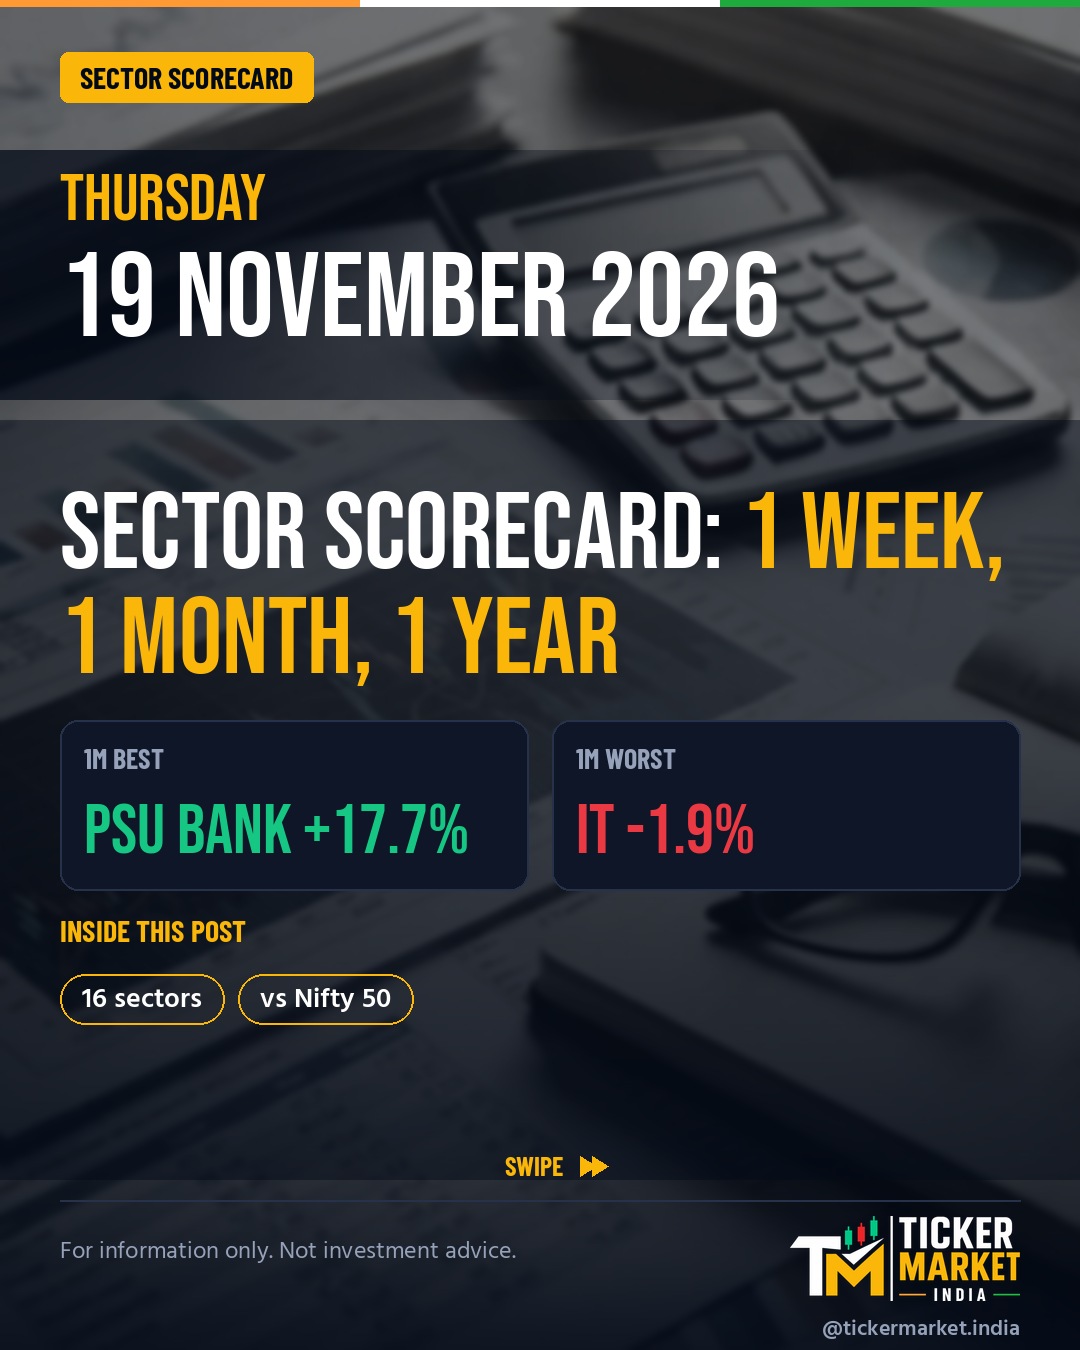 SECTOR SCORECARD
THURSDAY
19 NOVEMBER 2026
SECTOR SCORECARD: 1 WEEK,
1 MONTH, 1 YEAR
1M BEST
PSU BANK +17.7%
1M WORST
IT -1.9%
INSIDE THIS POST
16 sectors
vs Nifty 50
SWIPE
For information only. Not investment advice.
TM
TICKER
MARKET
INDIA
@tickermarket.india